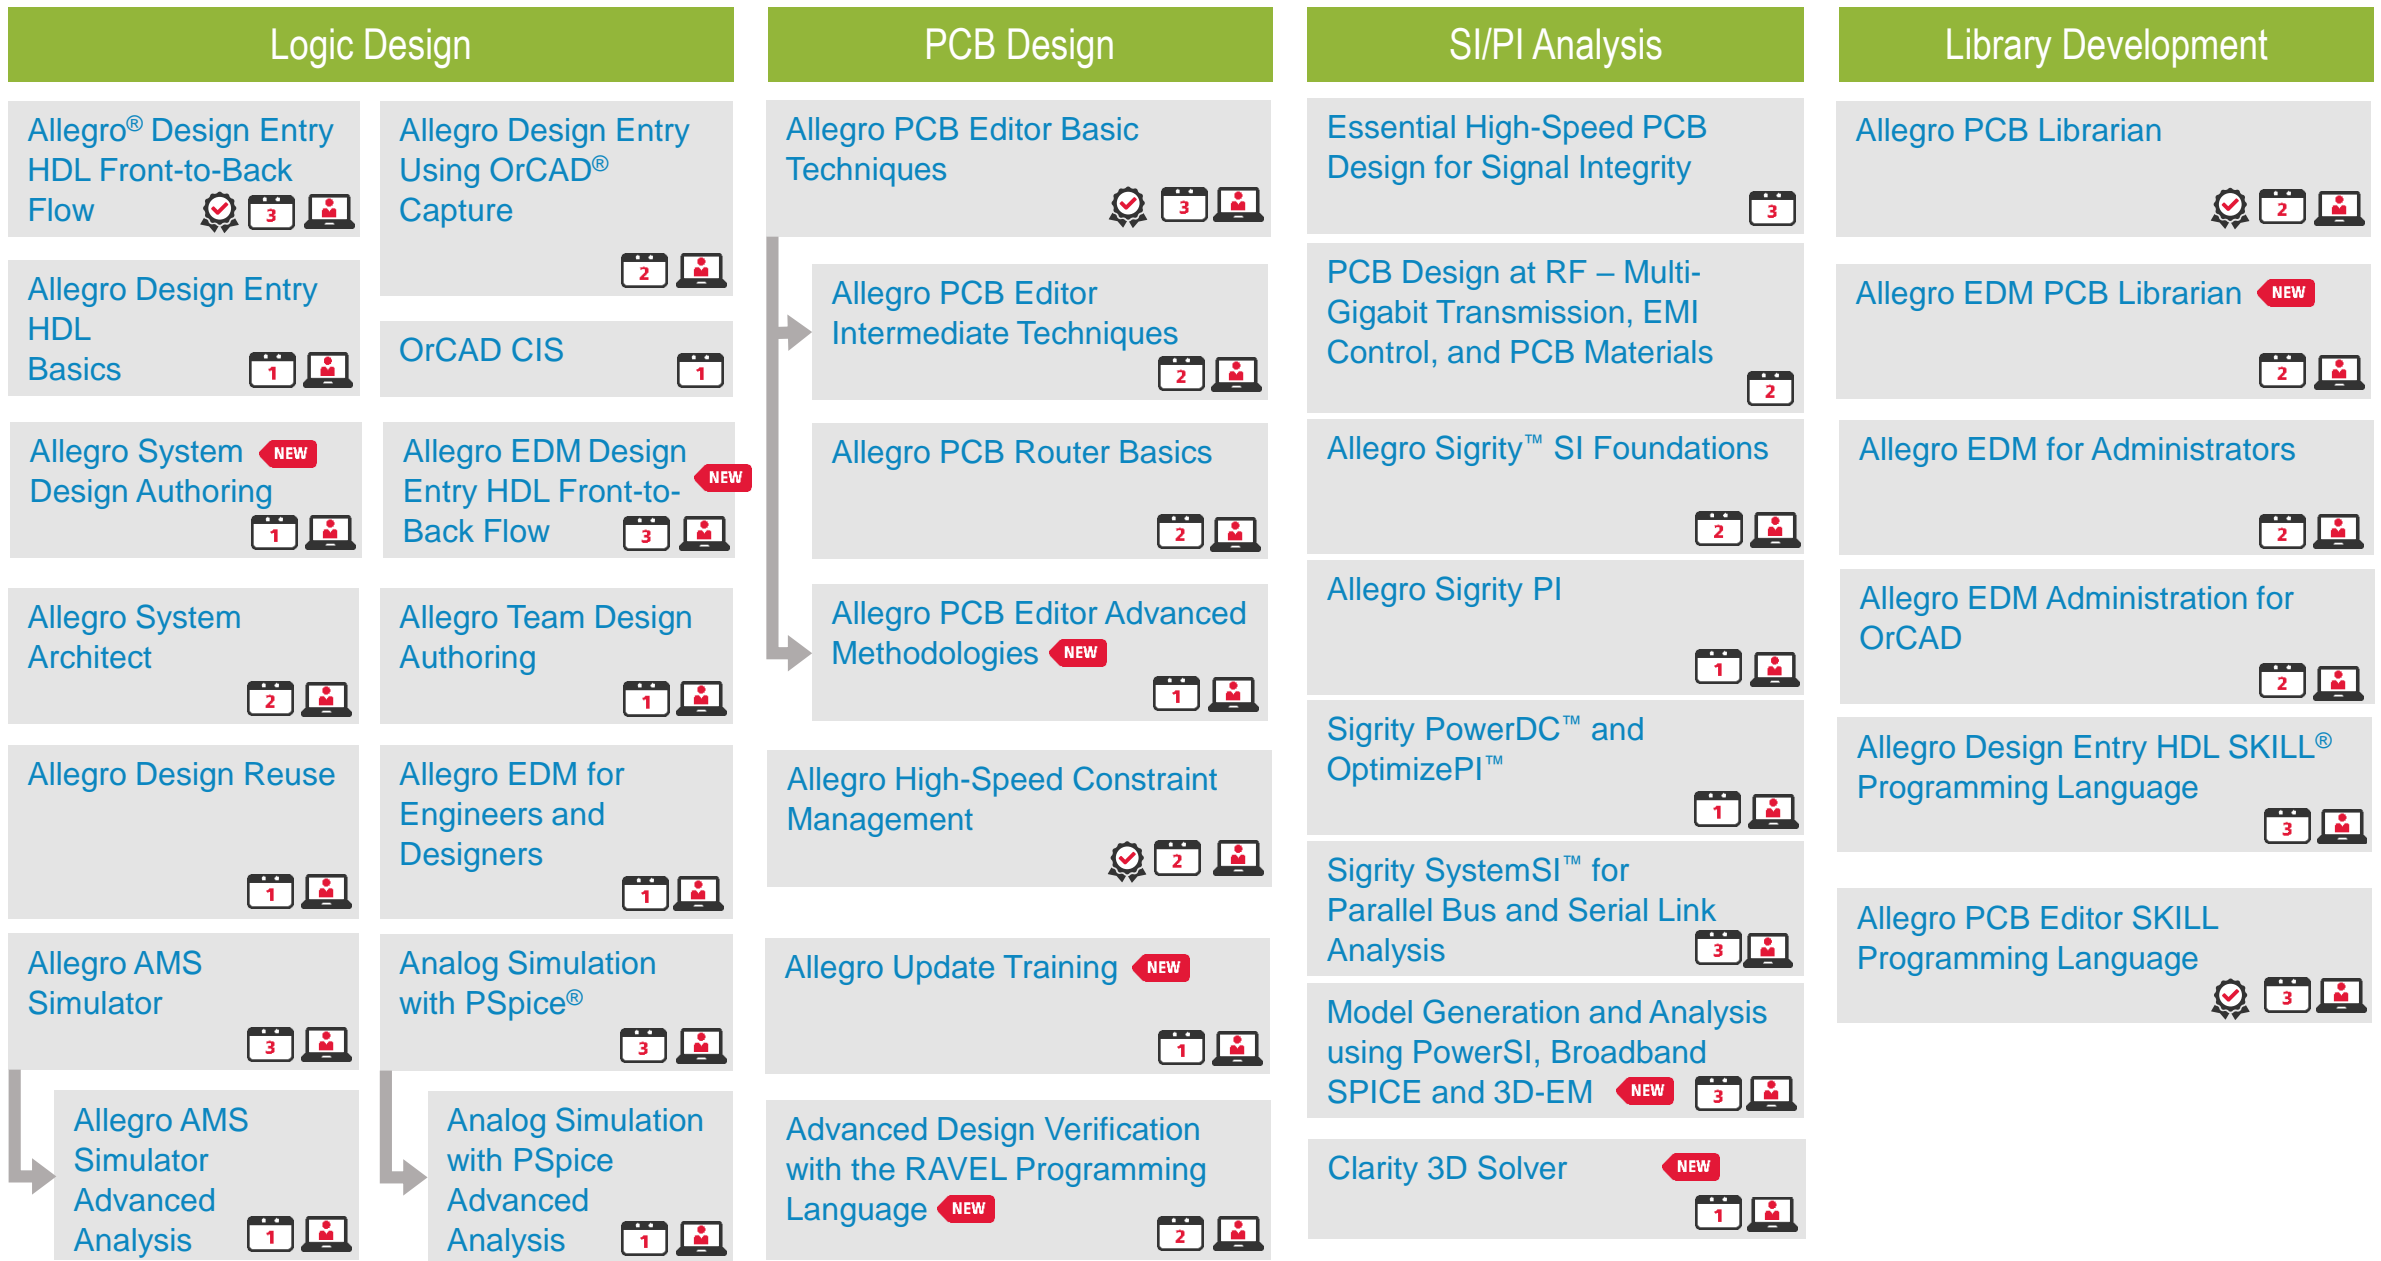 Logic Design
Allegro® Design Entry
HDL Front-to-Back
Flow
3
Allegro Design Entry
HDL
Basics
1
Allegro System NEW
Design Authoring
1
Allegro System
Architect
2
Allegro Design Reuse
1
Allegro AMS
Simulator
3
Allegro AMS
Simulator
Advanced
Analysis
1
Allegro Design Entry
Using OrCAD®
Capture
2
OrCAD CIS
1
Allegro EDM Design
Entry HDL Front-to- NEW
Back Flow
3
Allegro Team Design
Authoring
1
Allegro EDM for
Engineers and
Designers
1
Analog Simulation
with PSpice®
3
Analog Simulation
with PSpice
Advanced
Analysis
1
PCB Design
Allegro PCB Editor Basic
Techniques
3
Allegro PCB Editor
Intermediate Techniques
2
Allegro PCB Router Basics
2
Allegro PCB Editor Advanced
Methodologies NEW
1
Allegro High-Speed Constraint
Management
2
Allegro Update Training NEW
1
Advanced Design Verification
with the RAVEL Programming
Language NEW
2
SI/PI Analysis
Essential High-Speed PCB
Design for Signal Integrity
3
PCB Design at RF – Multi-
Gigabit Transmission, EMI
Control, and PCB Materials
2
Allegro Sigrity™ SI Foundations
2
Allegro Sigrity PI
1
Sigrity PowerDC™ and
OptimizePI™
1
Sigrity SystemSI™ for
Parallel Bus and Serial Link
Analysis
3
Model Generation and Analysis
using PowerSI, Broadband
SPICE and 3D-EM NEW
3
Clarity 3D Solver NEW
1
Library Development
Allegro PCB Librarian
2
Allegro EDM PCB Librarian NEW
2
Allegro EDM for Administrators
2
Allegro EDM Administration for
OrCAD
2
Allegro Design Entry HDL SKILL®
Programming Language
3
Allegro PCB Editor SKILL
Programming Language
3